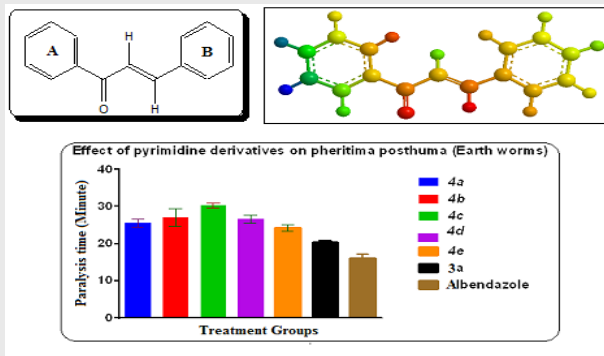 A
B
H
O
H
Effect of pyrimidine derivatives on pheritima posthuma (Earth worms)
Paralysis time (Minute)
40
30
20
10
0
Treatment Groups
4a
4b
4c
4d
4e
3a
Albendazole